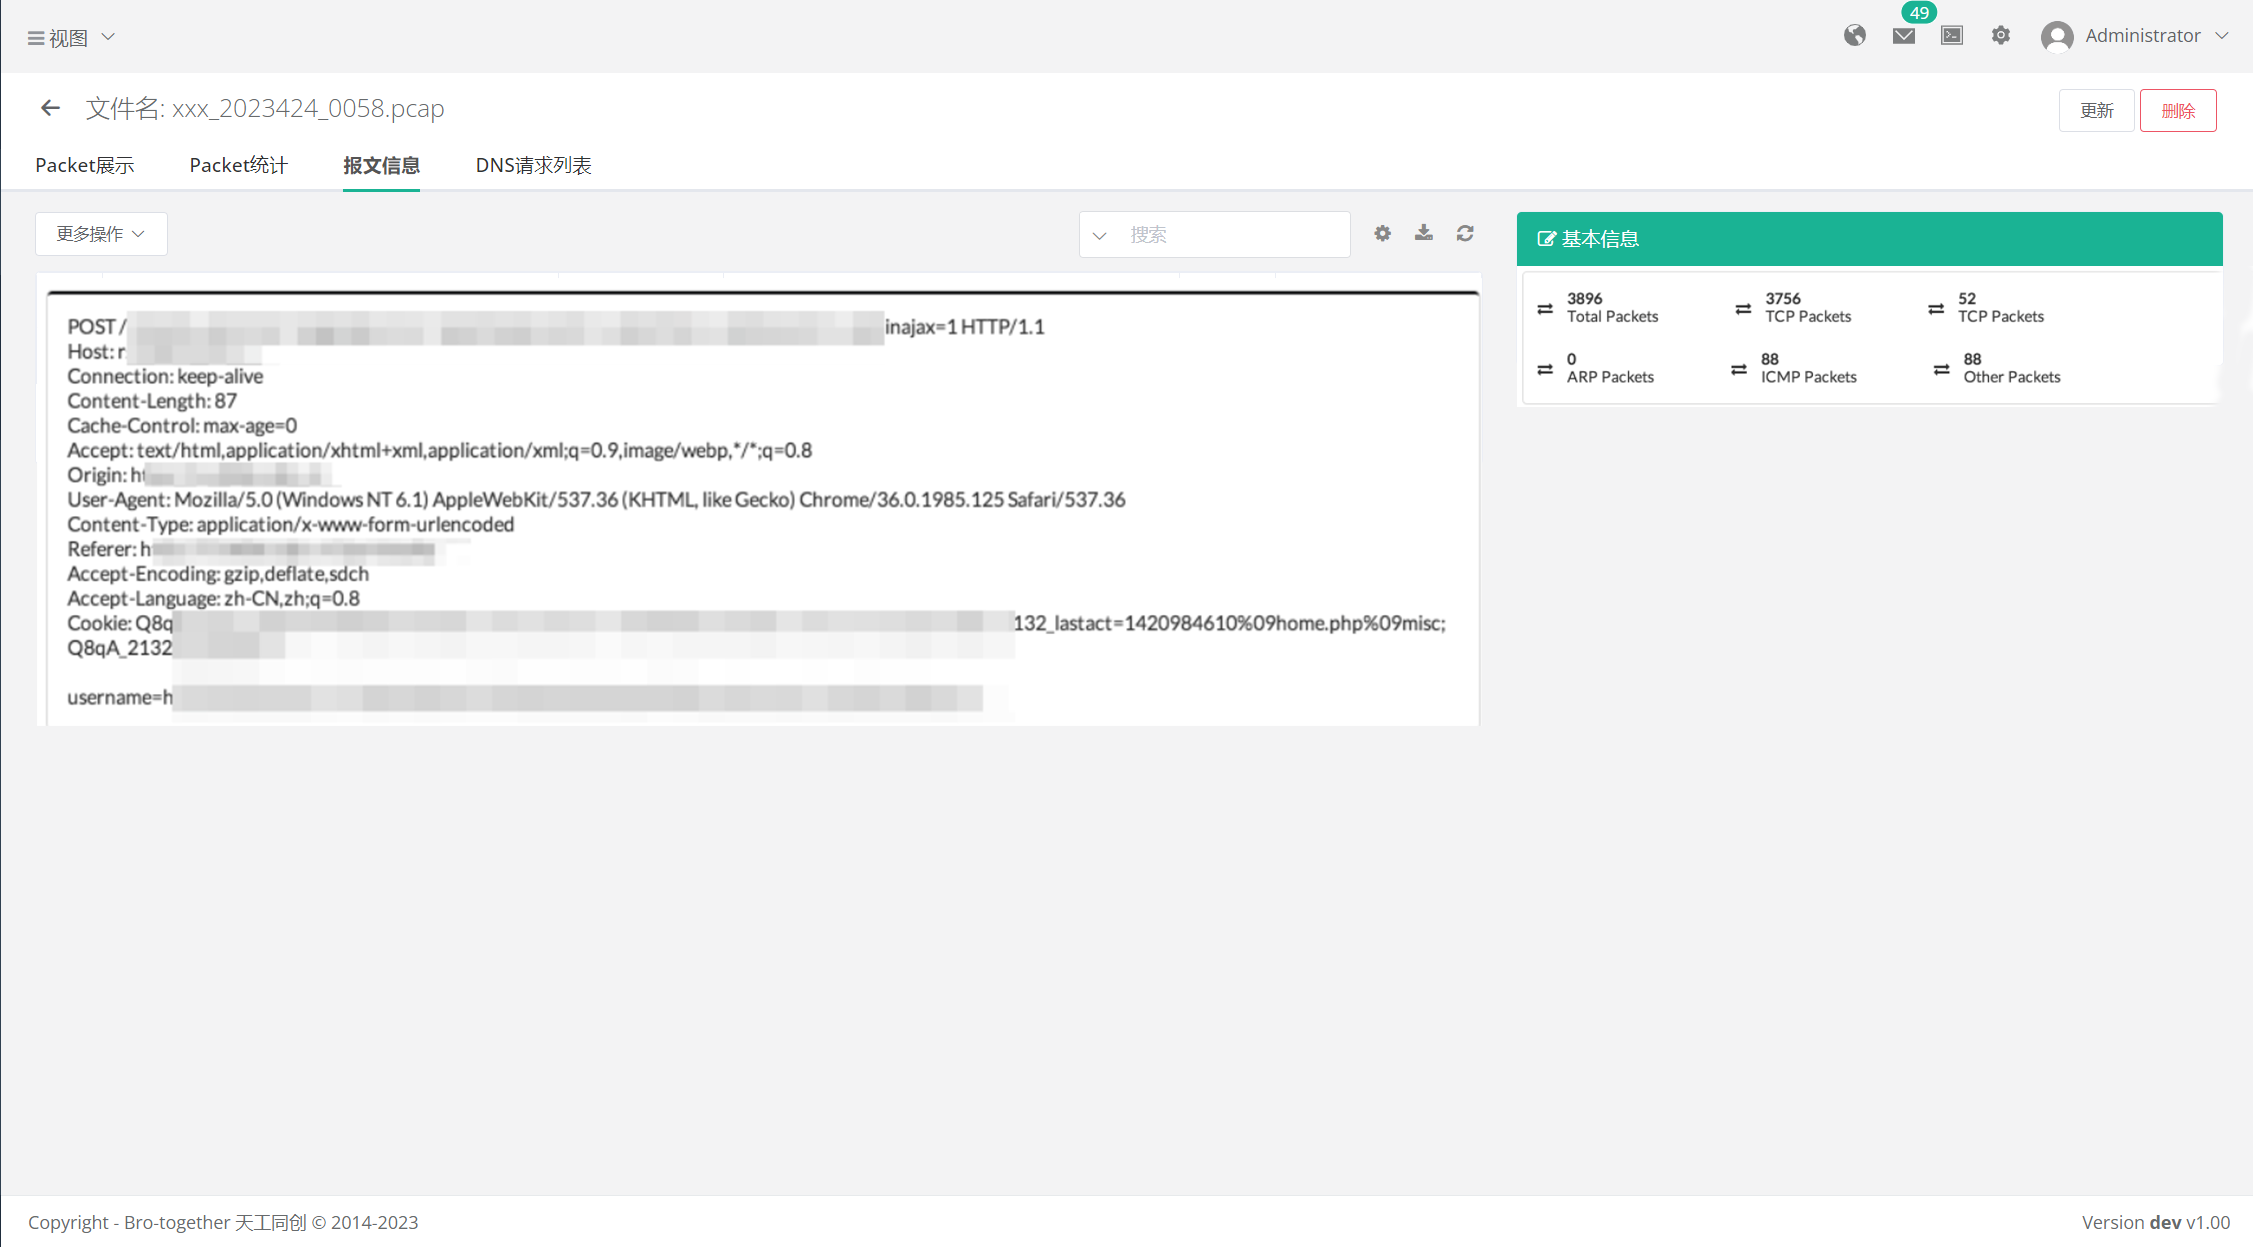 视图
49
Administrator
文件名: xxx_2023424_0058.pcap
更新
删除
Packet展示
Packet统计
报文信息
DNS请求列表
更多操作
搜索
POST /
inajax=1 HTTP/1.1
Host: r
Connection: keep-alive
Content-Length: 87
Cache-Control: max-age=0
Accept: text/html,application/xhtml+xml,application/xml;q=0.9,image/webp,*/*;q=0.8
Origin: ht
User-Agent: Mozilla/5.0 (Windows NT 6.1) AppleWebKit/537.36 (KHTML, like Gecko) Chrome/36.0.1985.125 Safari/537.36
Content-Type: application/x-www-form-urlencoded
Referer: h
Accept-Encoding: gzip,deflate,sdch
Accept-Language: zh-CN,zh;q=0.8
Cookie: Q8q
132_lastact=1420984610%09home.php%09misc;
Q8qA_2132
username=h
基本信息
3896
Total Packets
3756
TCP Packets
52
TCP Packets
0
ARP Packets
88
ICMP Packets
88
Other Packets
Copyright - Bro-together 天工同创 © 2014-2023
Version dev v1.00